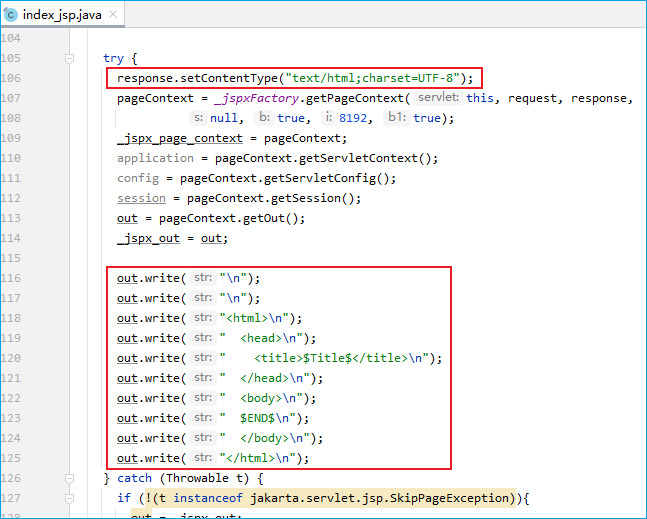 index_jsp.java
104
105 try {
106 response.setContentType("text/html;charset=UTF-8");
107 pageContext = _jspxFactory.getPageContext( servlet: this, request, response,
108 s: null, b: true, i: 8192, b1: true);
109 _jspx_page_context = pageContext;
110 application = pageContext.getServletContext();
111 config = pageContext.getServletConfig();
112 session = pageContext.getSession();
113 out = pageContext.getOut();
114 _jspx_out = out;
115
116 out.write( str: "\n");
117 out.write( str: "\n");
118 out.write( str: "<html>\n");
119 out.write( str: "  <head>\n");
120 out.write( str: "    <title>$Title$</title>\n");
121 out.write( str: "  </head>\n");
122 out.write( str: "  <body>\n");
123 out.write( str: "  $END$\n");
124 out.write( str: "  </body>\n");
125 out.write( str: "</html>\n");
126 } catch (Throwable t) {
127 if (!(t instanceof jakarta.servlet.jsp.SkipPageException)){
128 out = _jspx_out;